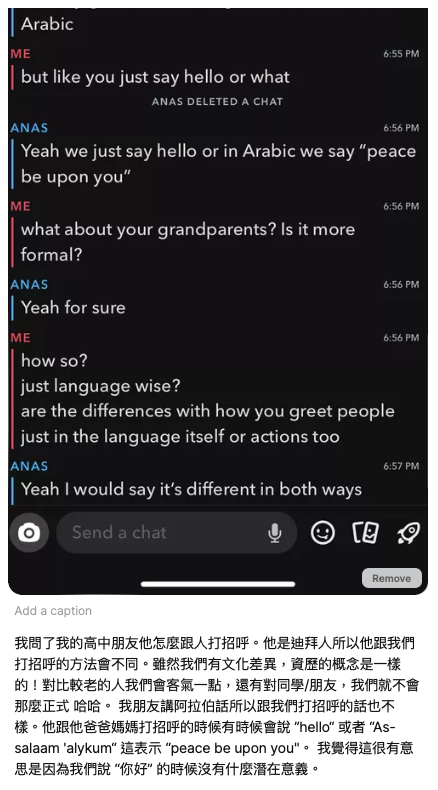 Arabic
ME 6:55 PM
but like you just say hello or what
ANAS DELETED A CHAT
ANAS 6:56 PM
Yeah we just say hello or in Arabic we say “peace
be upon you”
ME 6:56 PM
what about your grandparents? Is it more
formal?
ANAS 6:56 PM
Yeah for sure
ME 6:56 PM
how so?
just language wise?
are the differences with how you greet people
just in the language itself or actions too
ANAS 6:57 PM
Yeah I would say it’s different in both ways
Send a chat
Remove
Add a caption
我問了我的高中朋友他怎麼跟人打招呼。他是迪拜人所以他跟我們
打招呼的方法會不同。雖然我們有文化差異，資歷的概念是一樣
的！對比較老的人我們會客氣一點，還有對同學/朋友，我們就不會
那麼正式 哈哈。 我朋友講阿拉伯話所以跟我們打招呼的話也不
樣。他跟他爸爸媽媽打招呼的時候有時候會說 ”hello“ 或者 “As-
salaam 'alykum“ 這表示 “peace be upon you"。 我覺得這很有意
思是因為我們說 “你好” 的時候沒有什麼潛在意義。